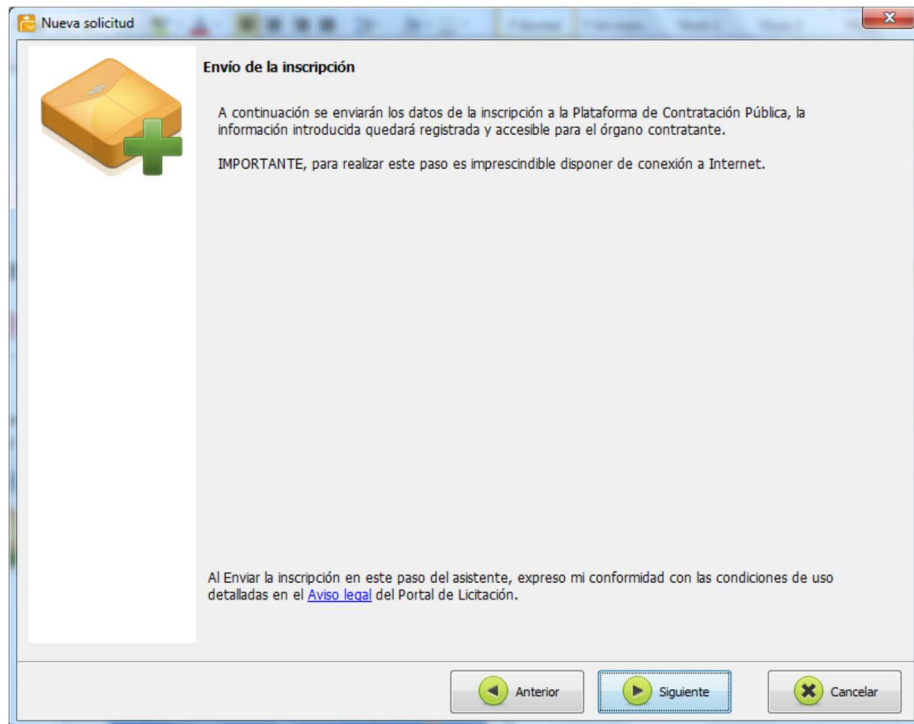 Nueva solicitud
Envío de la inscripción
A continuación se enviarán los datos de la inscripción a la Plataforma de Contratación Pública, la
información introducida quedará registrada y accesible para el órgano contratante.
IMPORTANTE, para realizar este paso es imprescindible disponer de conexión a Internet.
Al Enviar la inscripción en este paso del asistente, expreso mi conformidad con las condiciones de uso
detalladas en el Aviso legal del Portal de Licitación.
Anterior
Siguiente
Cancelar